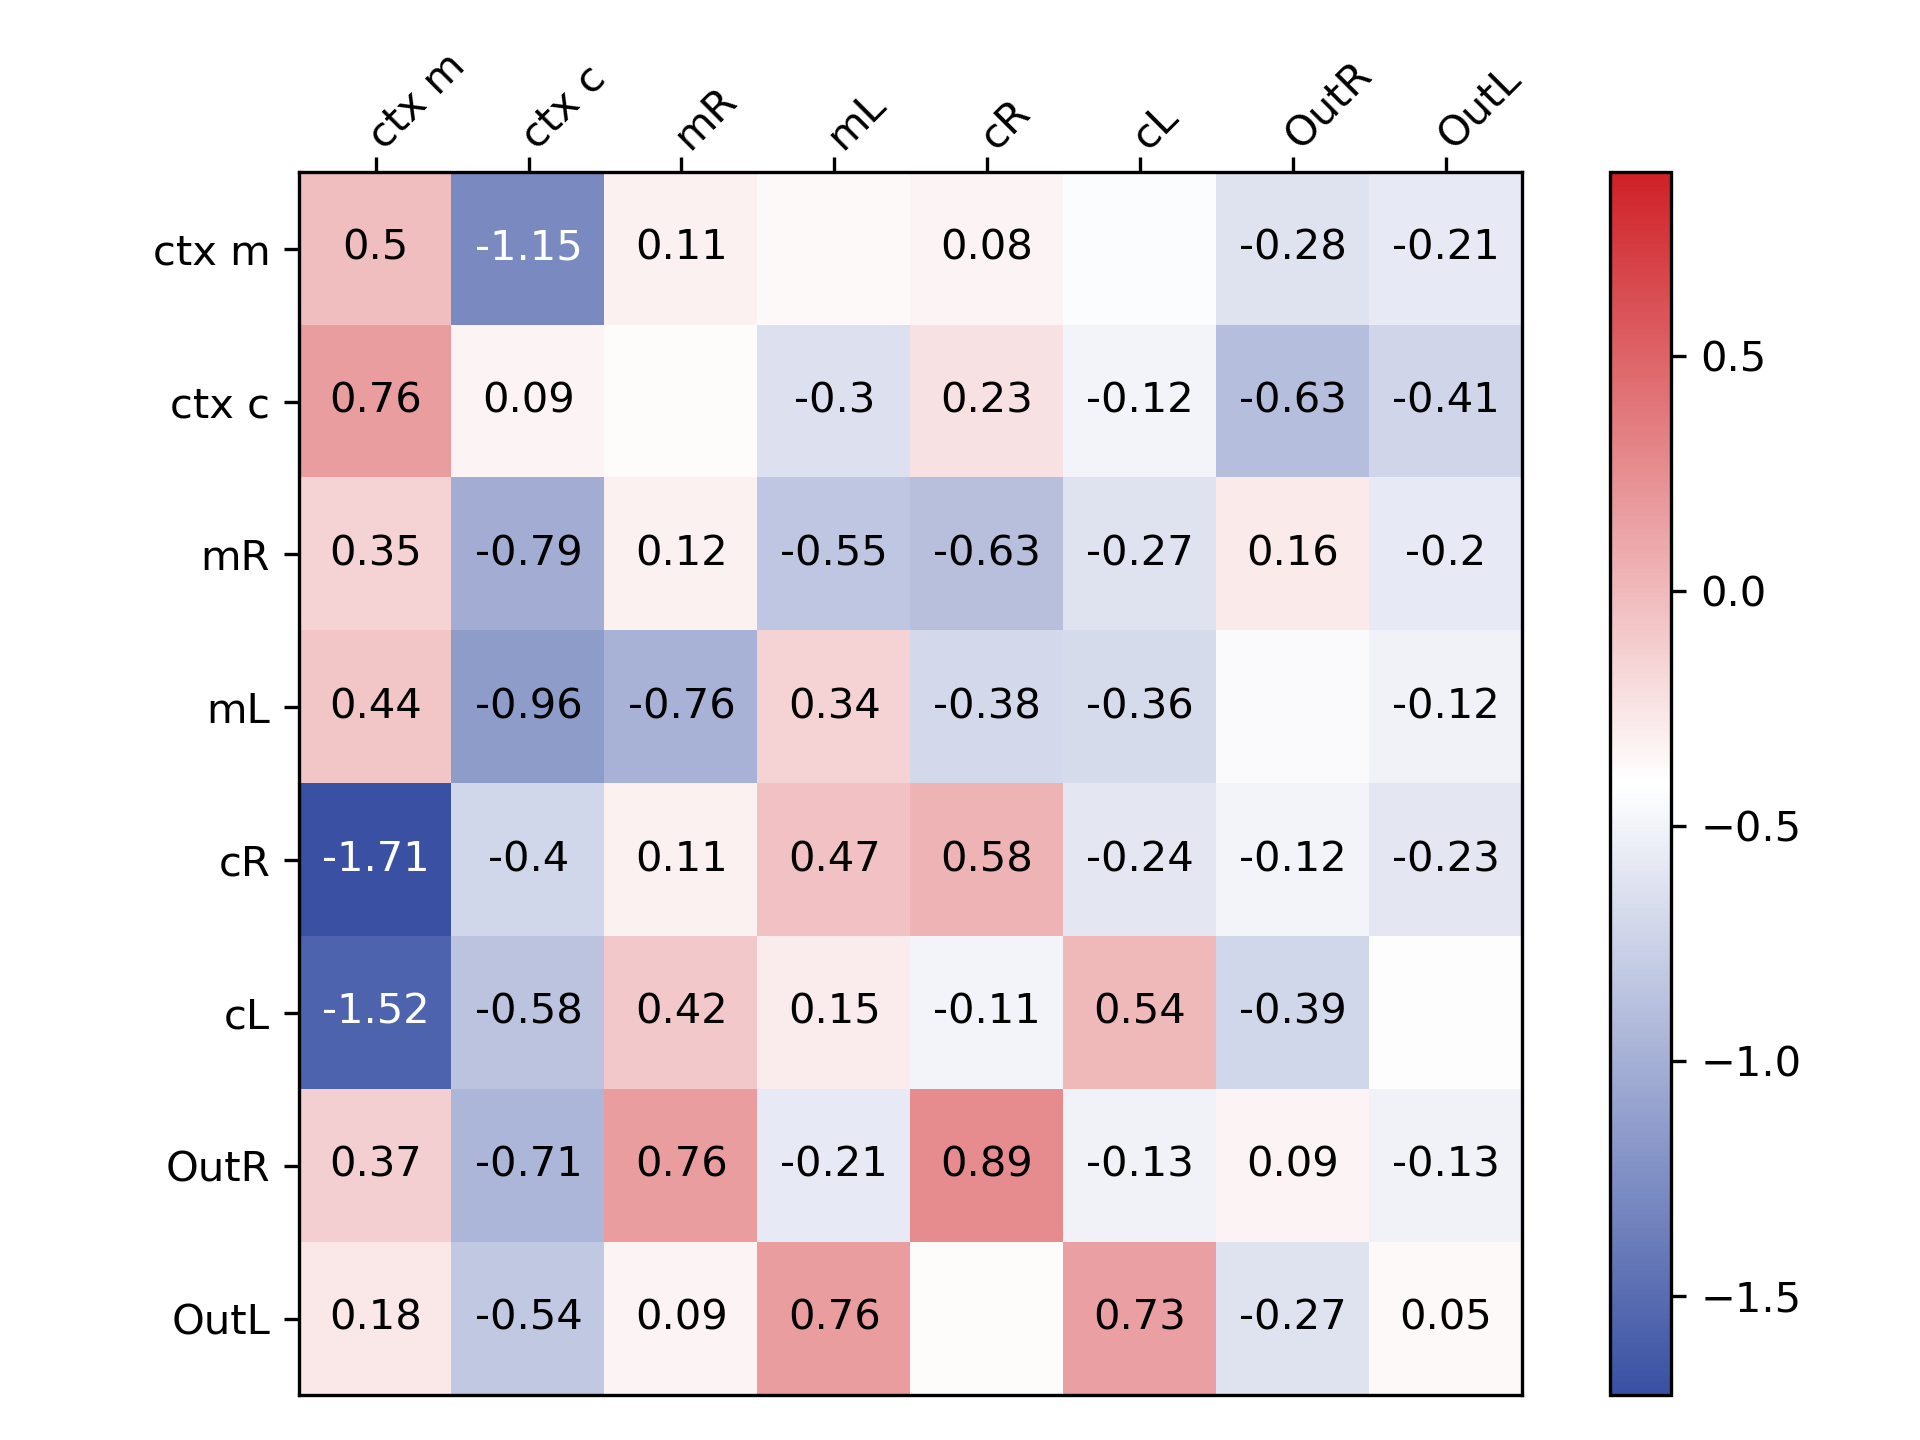 ctx m ctx c mR mL cR cL OutR OutL
ctx m 0.5 -1.15 0.11 0.08 -0.28 -0.21
ctx c 0.76 0.09 -0.3 0.23 -0.12 -0.63 -0.41
mR 0.35 -0.79 0.12 -0.55 -0.63 -0.27 0.16 -0.2
mL 0.44 -0.96 -0.76 0.34 -0.38 -0.36 -0.12
cR -1.71 -0.4 0.11 0.47 0.58 -0.24 -0.12 -0.23
cL -1.52 -0.58 0.42 0.15 -0.11 0.54 -0.39
OutR 0.37 -0.71 0.76 -0.21 0.89 -0.13 0.09 -0.13
OutL 0.18 -0.54 0.09 0.76 0.73 -0.27 0.05
0.5
0.0
−0.5
−1.0
−1.5